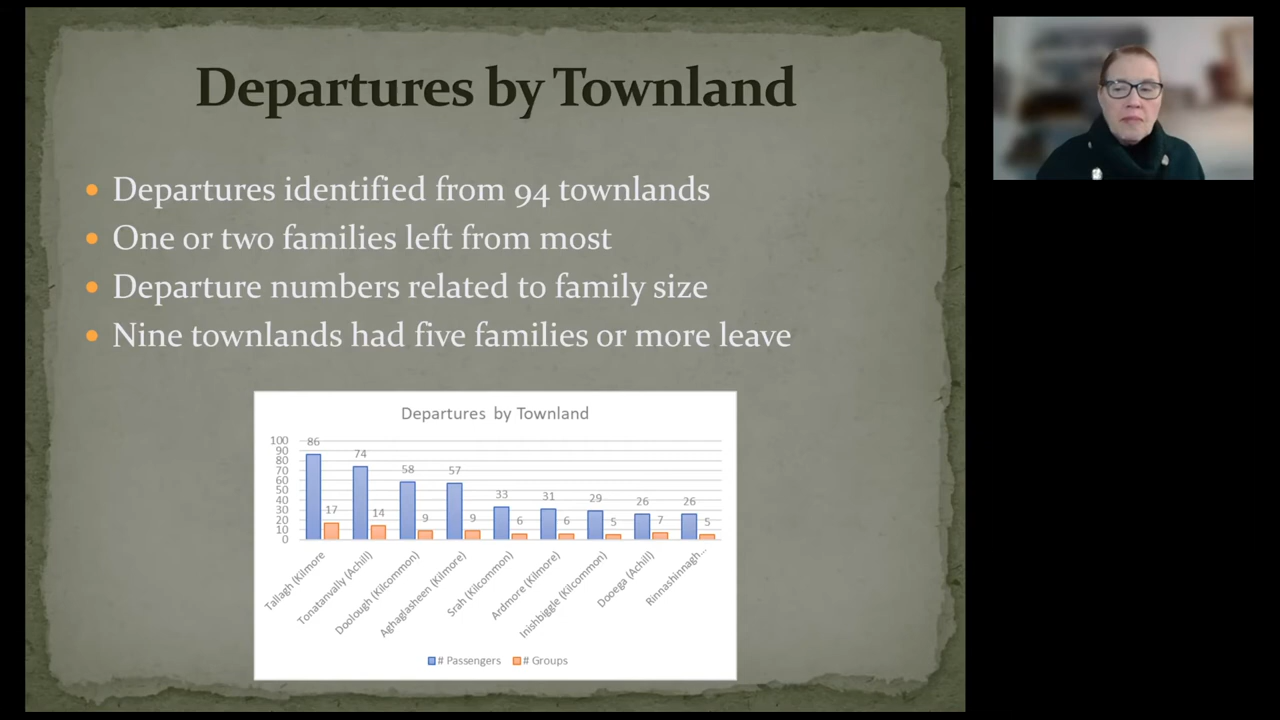 Departures by Townland
• Departures identified from 94 townlands
• One or two families left from most
• Departure numbers related to family size
• Nine townlands had five families or more leave
Departures by Townland
100
90
80
70
60
50
40
30
20
10
0
86
17
74
14
58
9
57
9
33
6
31
6
29
5
26
7
26
5
Tallagh (Kilmore
Tonatanvally (Achill)
Doolough (Kilcommon)
Aghaglasheen (Kilmore)
Srah (Kilcommon)
Ardmore (Kilmore)
Inishbiggle (Kilcommon)
Dooega (Achill)
Rinnashinnagh...
# Passengers # Groups